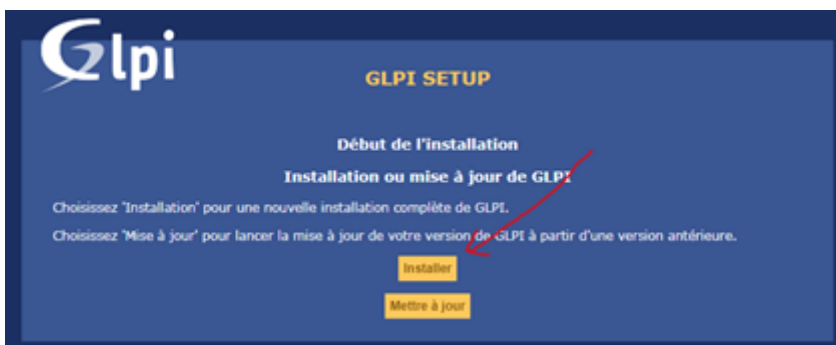 Glpi
GLPI SETUP
Début de l'installation
Installation ou mise à jour de GLPI
Choisissez 'Installation' pour une nouvelle installation complète de GLPI.
Choisissez 'Mise à jour' pour lancer la mise à jour de votre version de GLPI à partir d'une version antérieure.
Installer
Mettre à jour